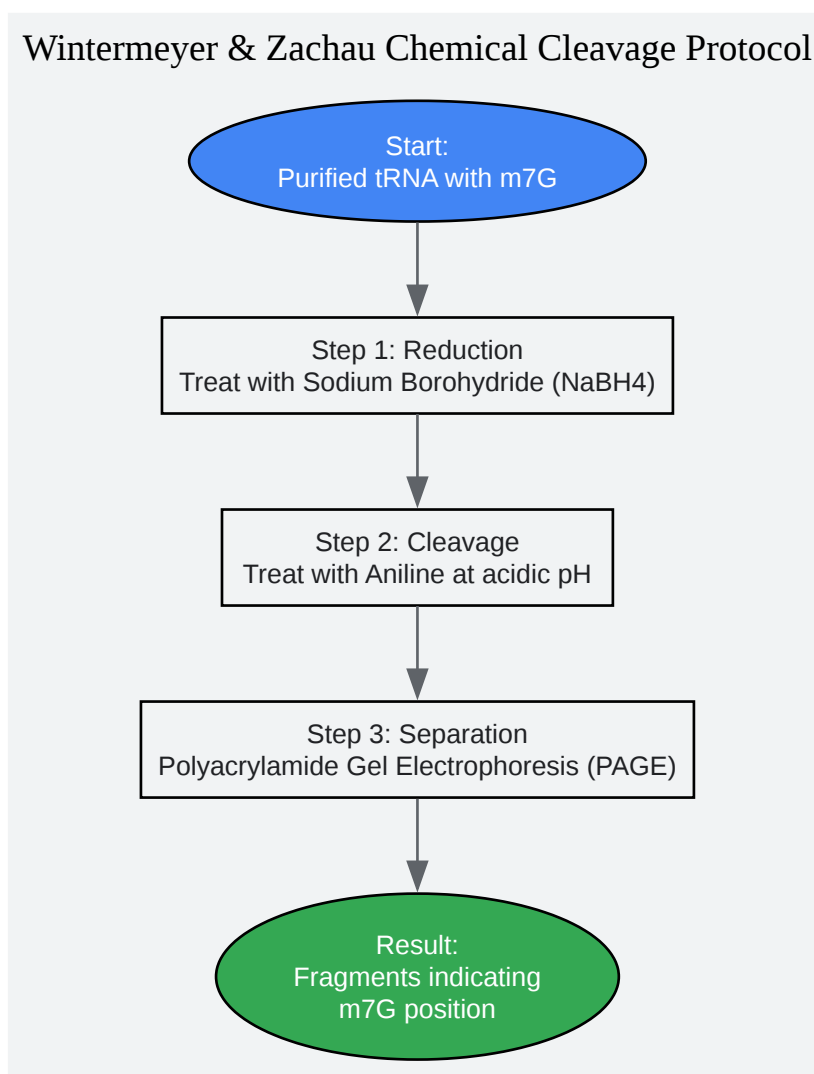 Wintermeyer & Zachau Chemical Cleavage Protocol
Start:
Purified tRNA with m7G
Step 1: Reduction
Treat with Sodium Borohydride (NaBH4)
Step 2: Cleavage
Treat with Aniline at acidic pH
Step 3: Separation
Polyacrylamide Gel Electrophoresis (PAGE)
Result:
Fragments indicating
m7G position